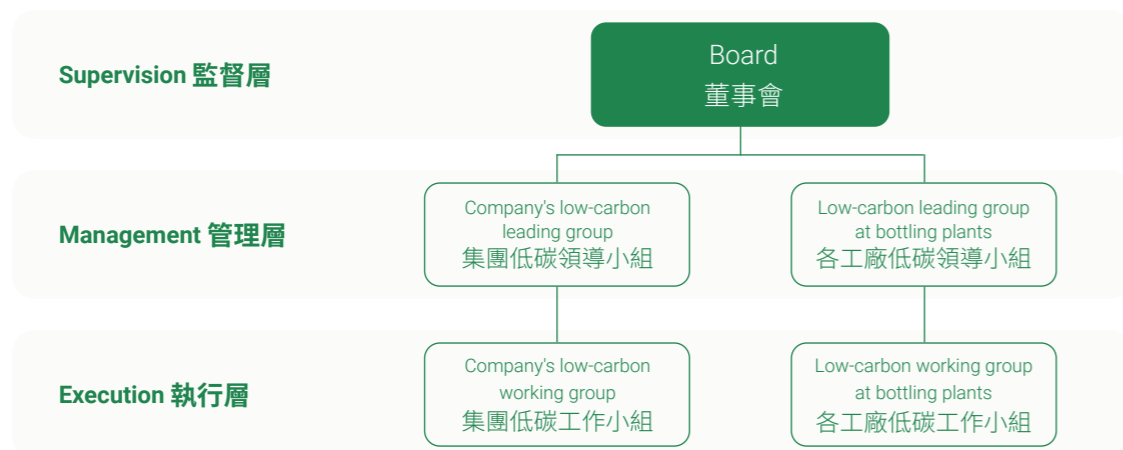 Supervision 監督層
Board
董事會
Management 管理層
Company's low-carbon
leading group
集團低碳領導小組
Low-carbon leading group
at bottling plants
各工廠低碳領導小組
Execution 執行層
Company's low-carbon
working group
集團低碳工作小組
Low-carbon working group
at bottling plants
各工廠低碳工作小組